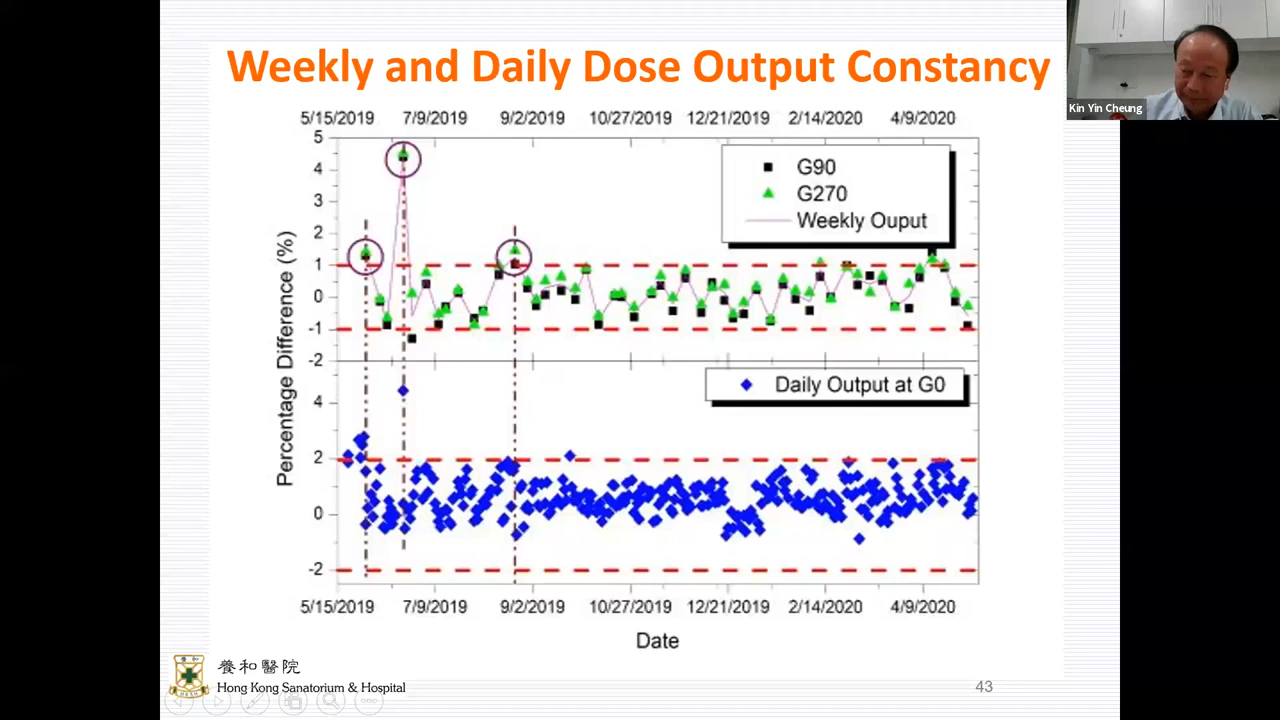 Weekly and Daily Dose Output Constancy
Kin Yin Cheung
5/15/2019 7/9/2019 9/2/2019 10/27/2019 12/21/2019 2/14/2020 4/9/2020
5
4
3
2
1
0
-1
-2
G90
G270
Weekly Ouput
Percentage Difference (%)
Daily Output at G0
4
2
0
-2
5/15/2019 7/9/2019 9/2/2019 10/27/2019 12/21/2019 2/14/2020 4/9/2020
Date
養和醫院
Hong Kong Sanatorium & Hospital
43